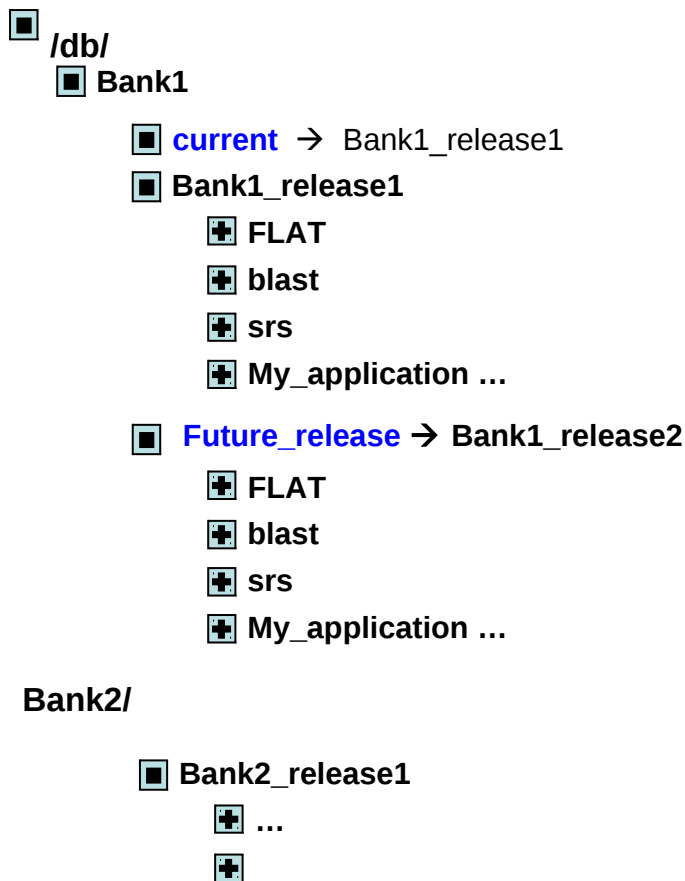 /db/
Bank1
current → Bank1_release1
Bank1_release1
FLAT
blast
srs
My_application …
Future_release → Bank1_release2
FLAT
blast
srs
My_application …
Bank2/
Bank2_release1
…